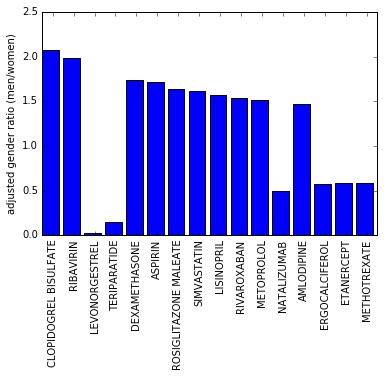 2.5
2.0
1.5
1.0
0.5
0.0
adjusted gender ratio (men/women)
CLOPIDOGREL BISULFATE
RIBAVIRIN
LEVONORGESTREL
TERIPARATIDE
DEXAMETHASONE
ASPIRIN
ROSIGLITAZONE MALEATE
SIMVASTATIN
LISINOPRIL
RIVAROXABAN
METOPROLOL
NATALIZUMAB
AMLODIPINE
ERGOCALCIFEROL
ETANERCEPT
METHOTREXATE